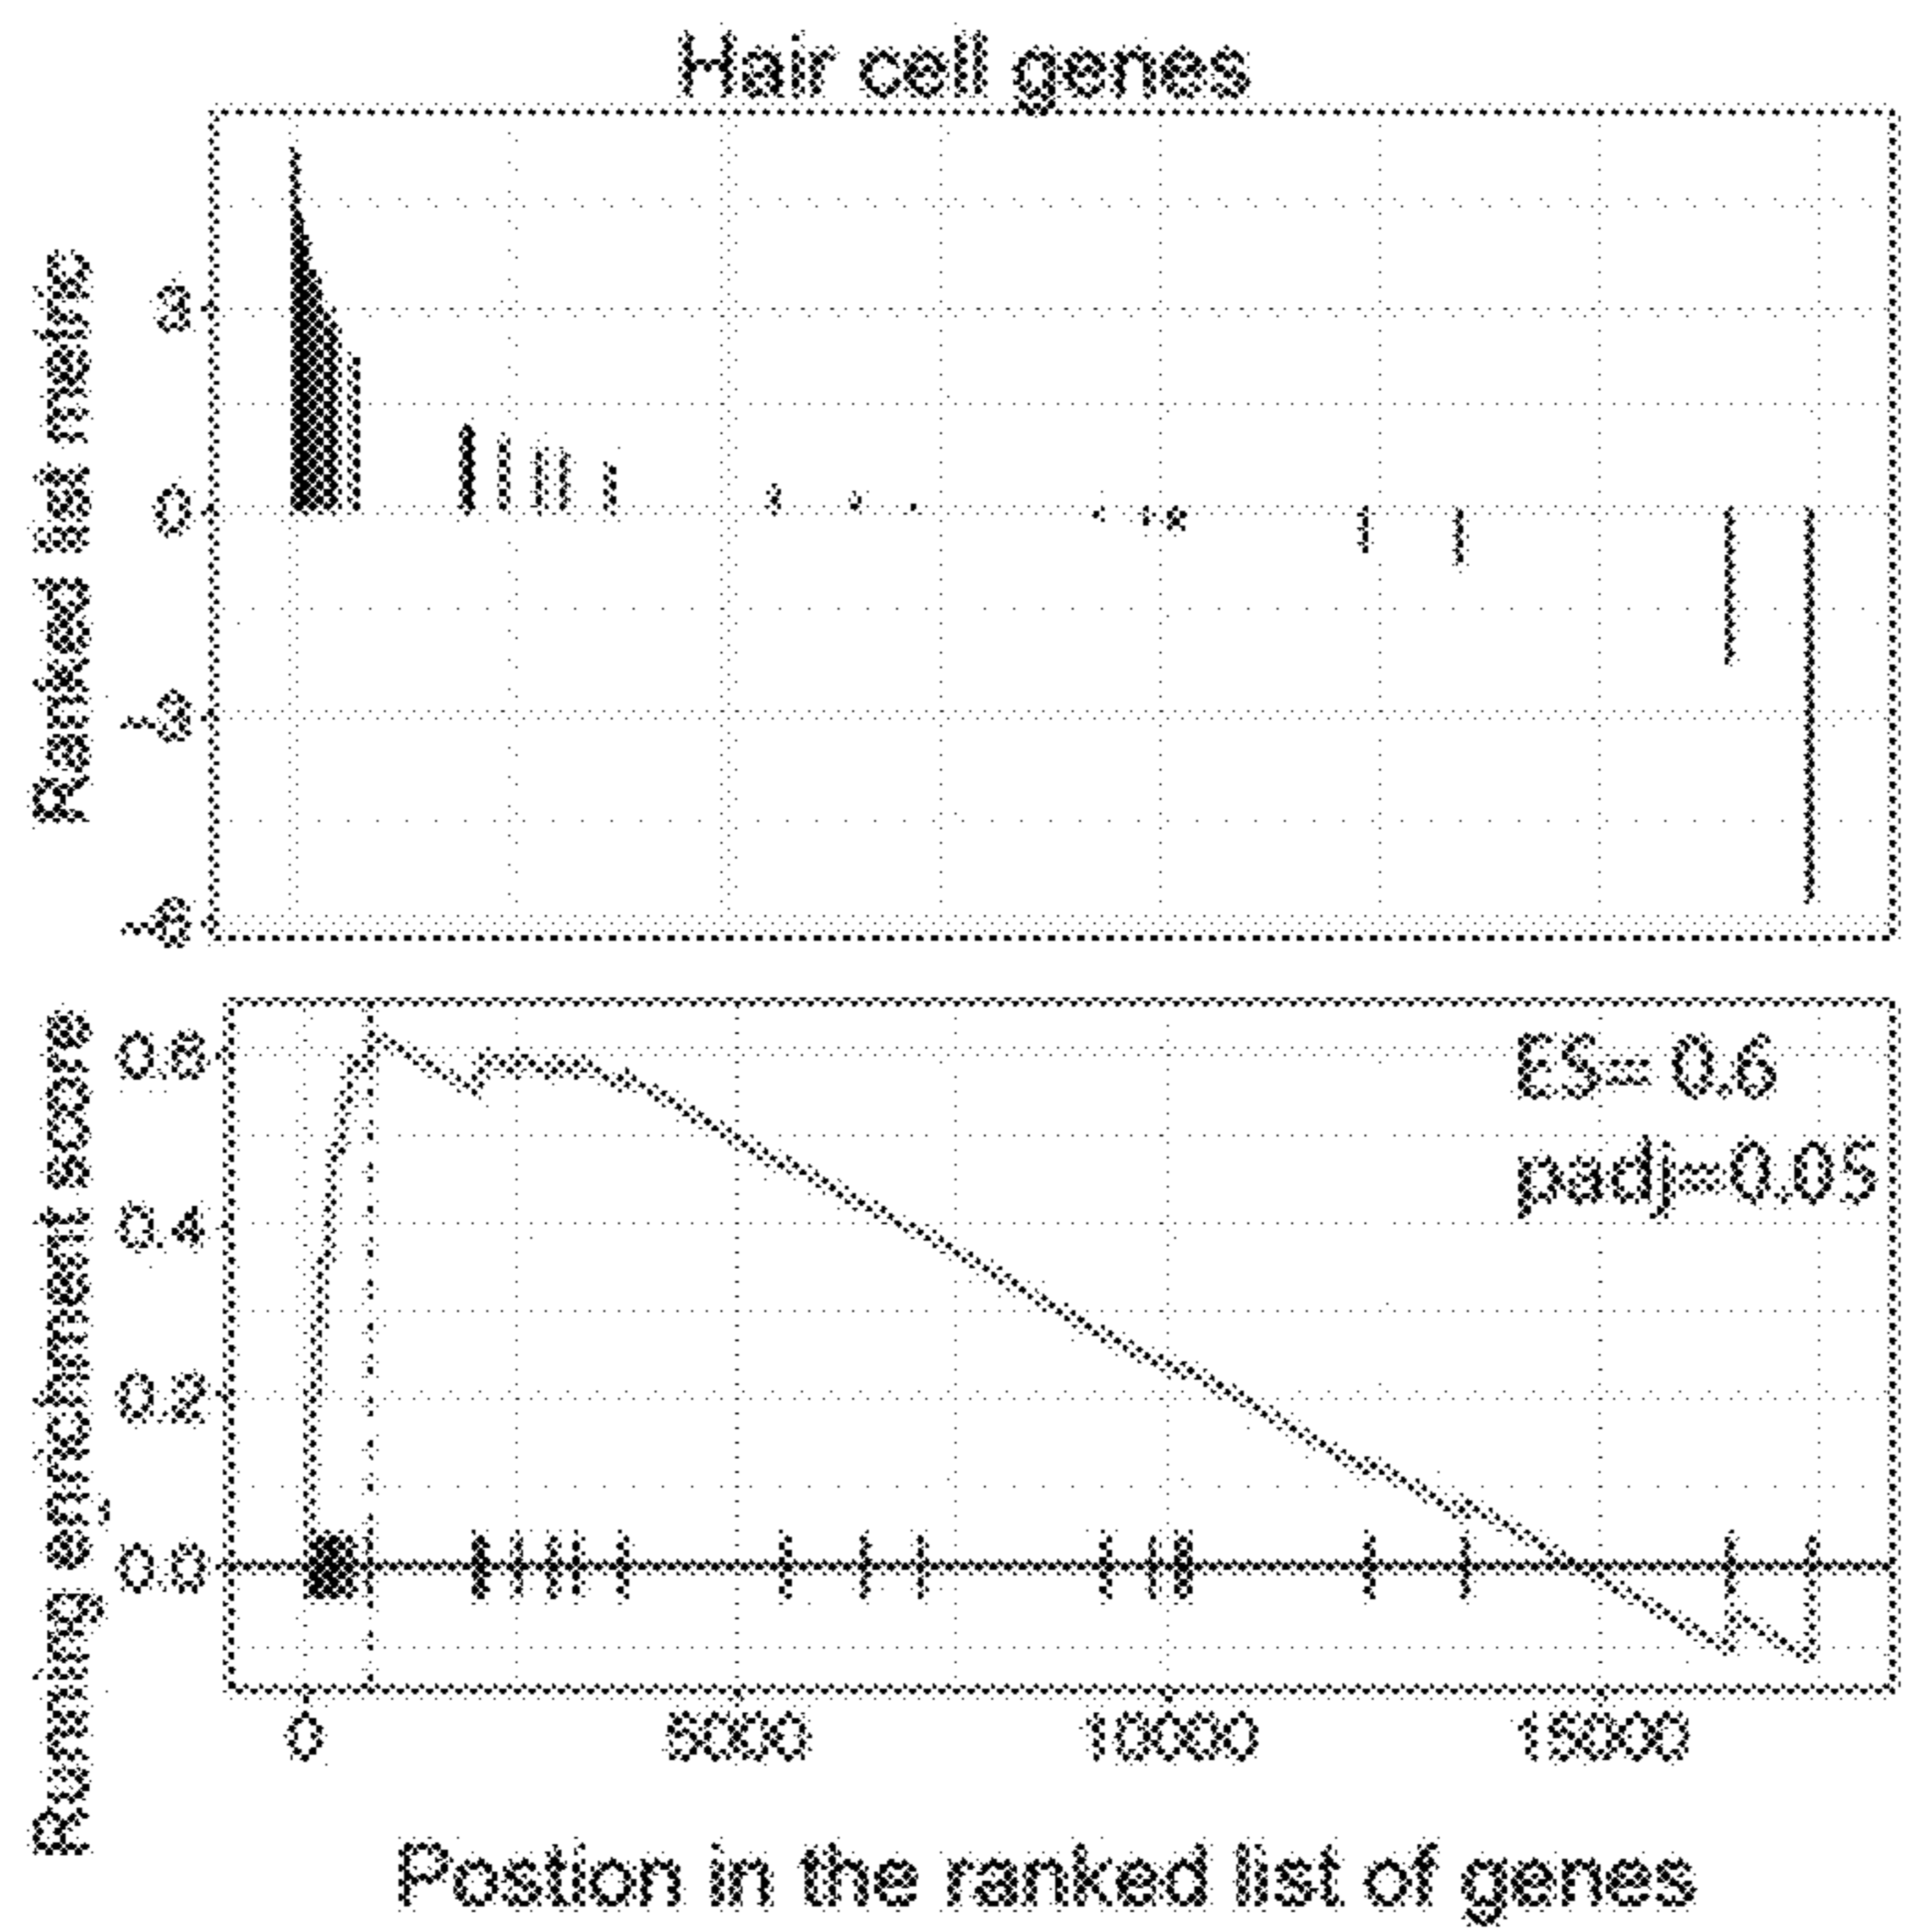 Hair cell genes
Ranked list metric
3
0
-3
-6
Running enrichment score
0.6
0.4
0.2
0.0
ES= 0.6
padj=0.05
0 5000 10000 15000
Postion in the ranked list of genes